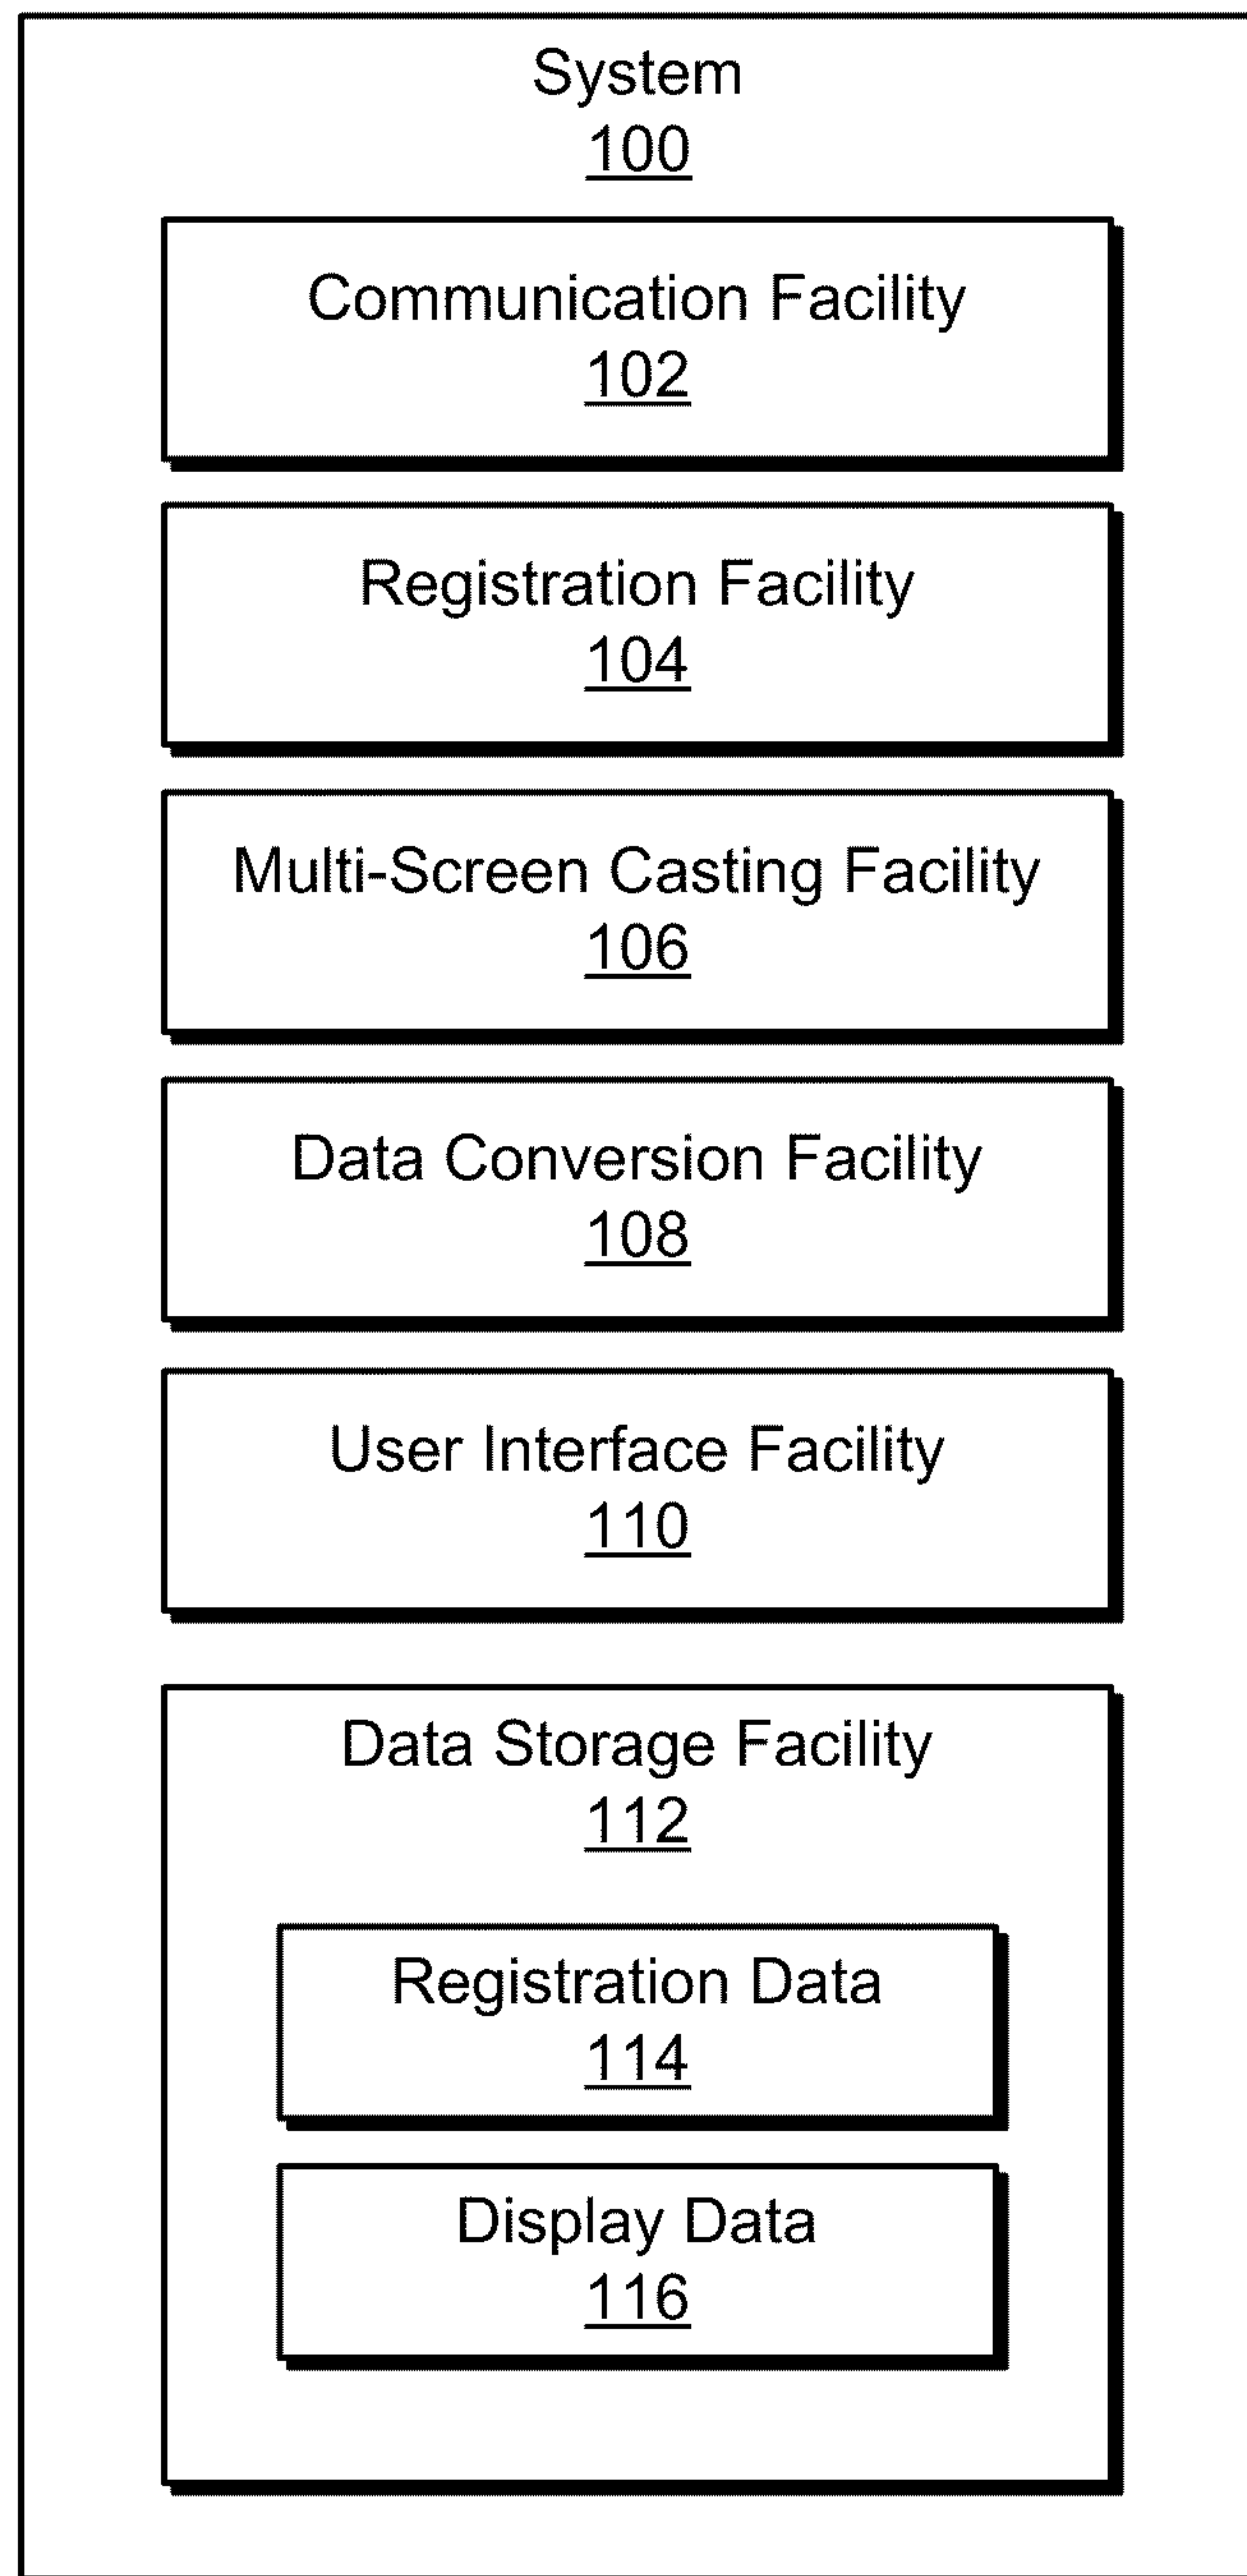 System
100
Communication Facility
102
Registration Facility
104
Multi-Screen Casting Facility
106
Data Conversion Facility
108
User Interface Facility
110
Data Storage Facility
112
Registration Data
114
Display Data
116